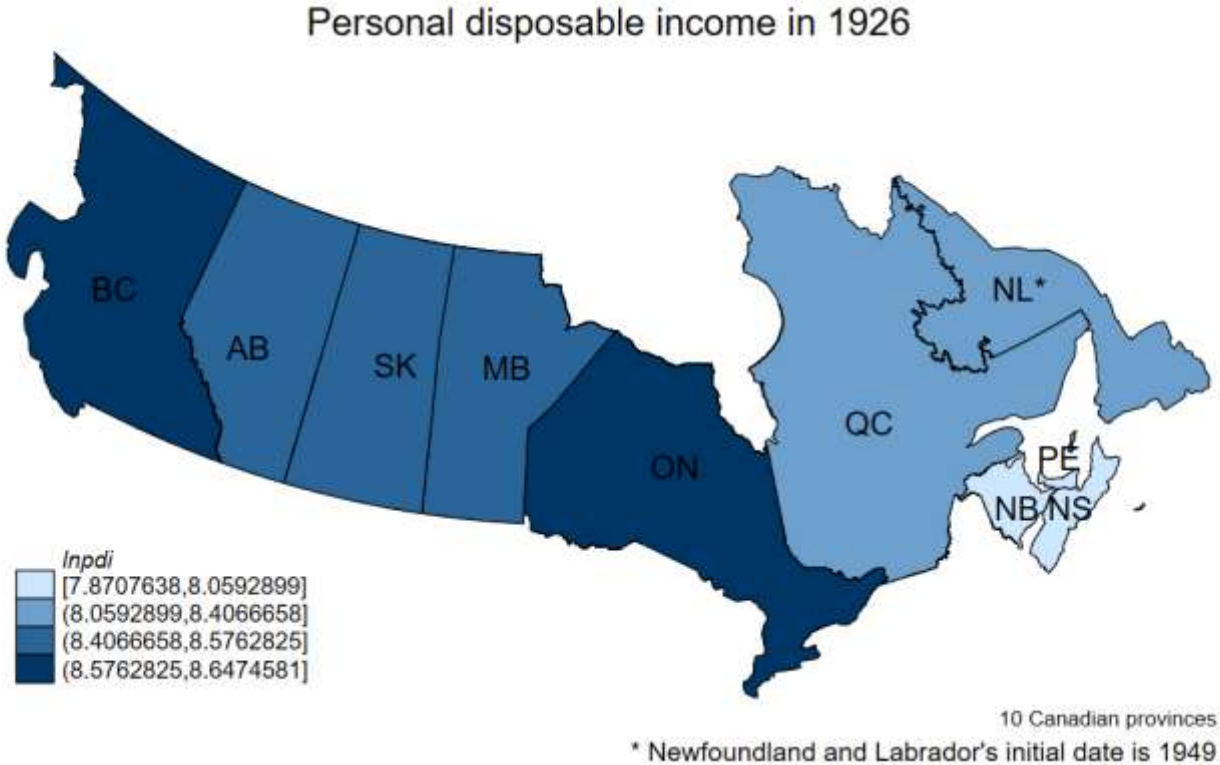 Personal disposable income in 1926
BC
AB
SK
MB
ON
QC
NL*
PE
NB
NS
lnpdi
[7.8707638,8.0592899]
(8.0592899,8.4066658]
(8.4066658,8.5762825]
(8.5762825,8.6474581]
10 Canadian provinces
* Newfoundland and Labrador's initial date is 1949